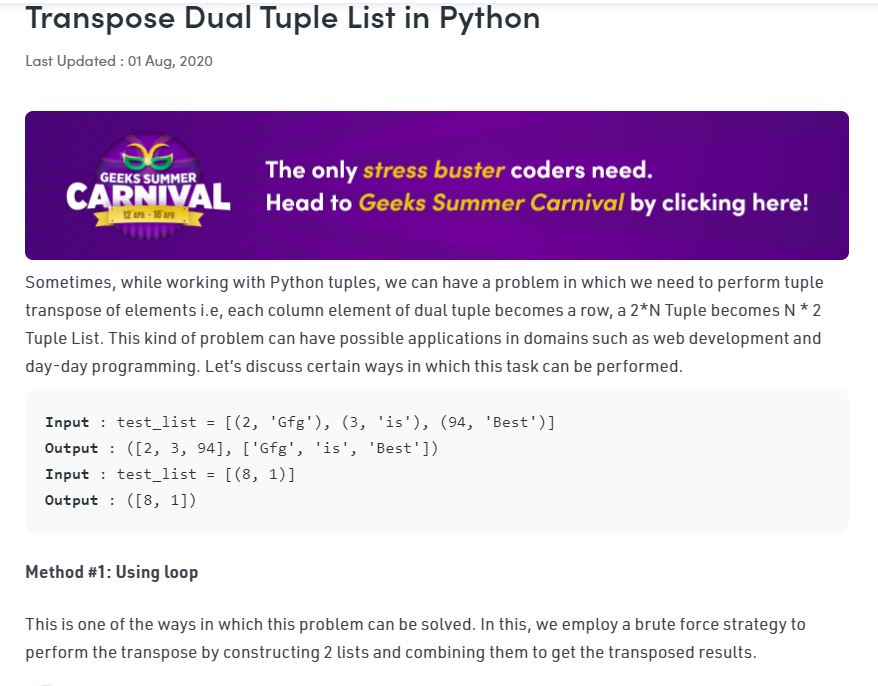 Transpose Dual Tuple List in Python
Last Updated : 01 Aug, 2020
GEEKS SUMMER
CARNIVAL
12 APR - 18 APR
The only stress buster coders need.
Head to Geeks Summer Carnival by clicking here!
Sometimes, while working with Python tuples, we can have a problem in which we need to perform tuple
transpose of elements i.e, each column element of dual tuple becomes a row, a 2*N Tuple becomes N * 2
Tuple List. This kind of problem can have possible applications in domains such as web development and
day-day programming. Let's discuss certain ways in which this task can be performed.
Input : test_list = [(2, 'Gfg'), (3, 'is'), (94, 'Best')]
Output : ([2, 3, 94], ['Gfg', 'is', 'Best'])
Input : test_list = [(8, 1)]
Output : ([8, 1])
Method #1: Using loop
This is one of the ways in which this problem can be solved. In this, we employ a brute force strategy to
perform the transpose by constructing 2 lists and combining them to get the transposed results.